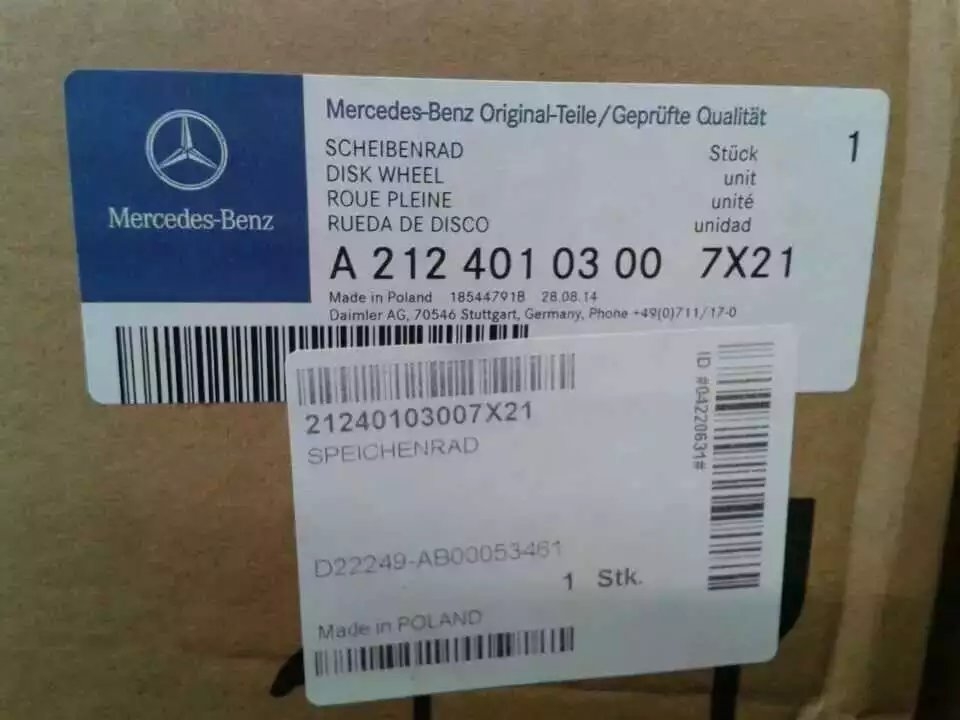 Mercedes-Benz Original-Teile/Geprüfte Qualität
SCHEIBENRAD Stück 1
DISK WHEEL unit
ROUE PLEINE unité
RUEDA DE DISCO unidad
Mercedes-Benz
A 212 401 03 00 7X21
Made in Poland 18544791B 28.08.14
Daimler AG, 70546 Stuttgart, Germany, Phone +49(0)711/17-0
21240103007X21
SPEICHENRAD
ID #04220631#
D22249-AB00053461
1 Stk.
Made in POLAND